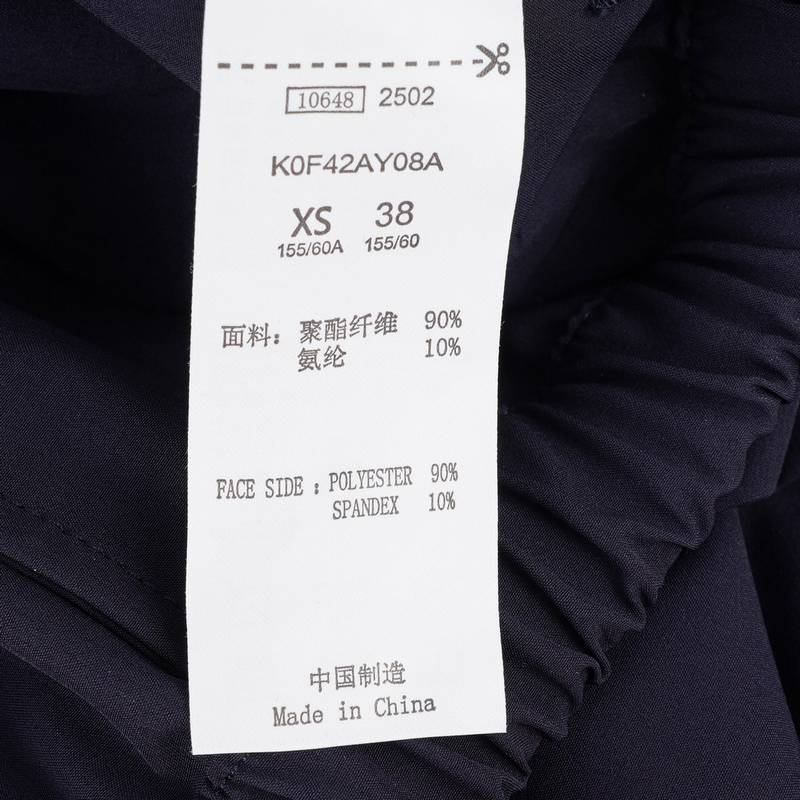 10648 2502
K0F42AY08A
XS 38
155/60A 155/60
面料: 聚酯纤维 90%
氨纶 10%
FACE SIDE : POLYESTER 90%
SPANDEX 10%
中国制造
Made in China